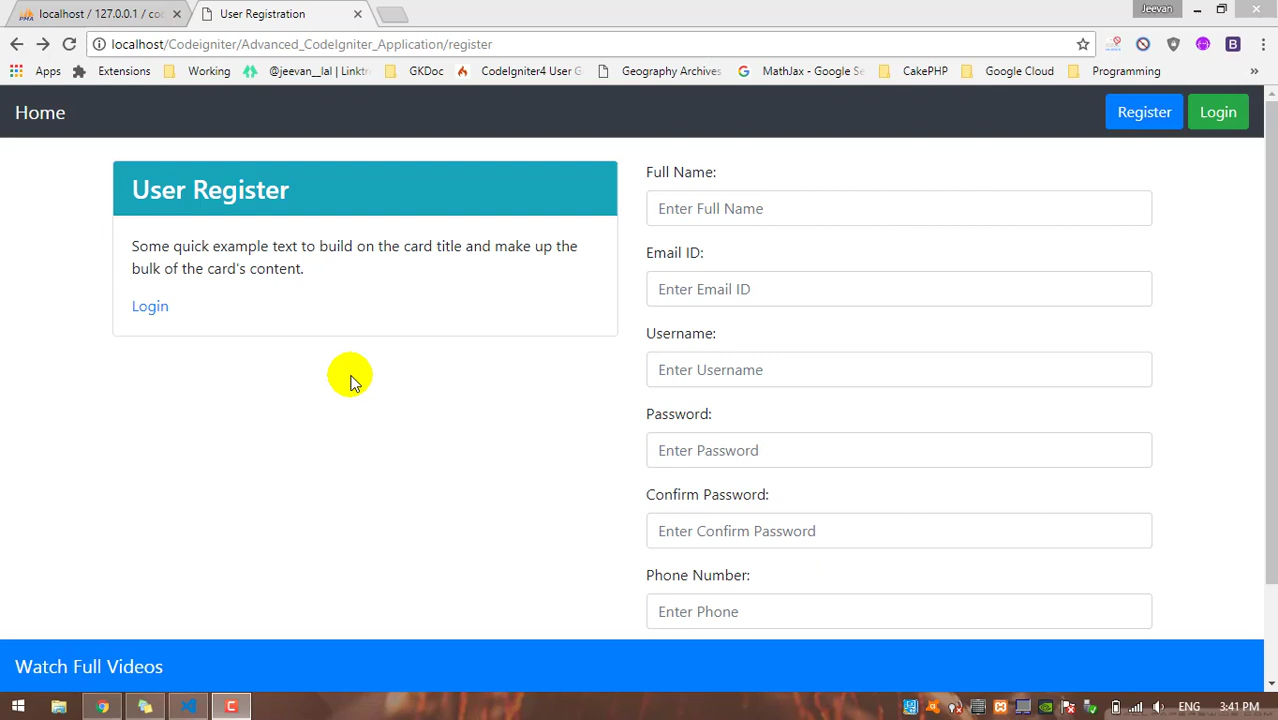 localhost / 127.0.0.1 / coc
User Registration
Jeevan
localhost/Codeigniter/Advanced_CodeIgniter_Application/register
Apps Extensions Working @jeevan__lal | Linktr GKDoc CodeIgniter4 User G Geography Archives MathJax - Google Se CakePHP Google Cloud Programming »
Home
Register
Login
User Register
Some quick example text to build on the card title and make up the
bulk of the card's content.
Login
Full Name:
Enter Full Name
Email ID:
Enter Email ID
Username:
Enter Username
Password:
Enter Password
Confirm Password:
Enter Confirm Password
Phone Number:
Enter Phone
Watch Full Videos
ENG 3:41 PM